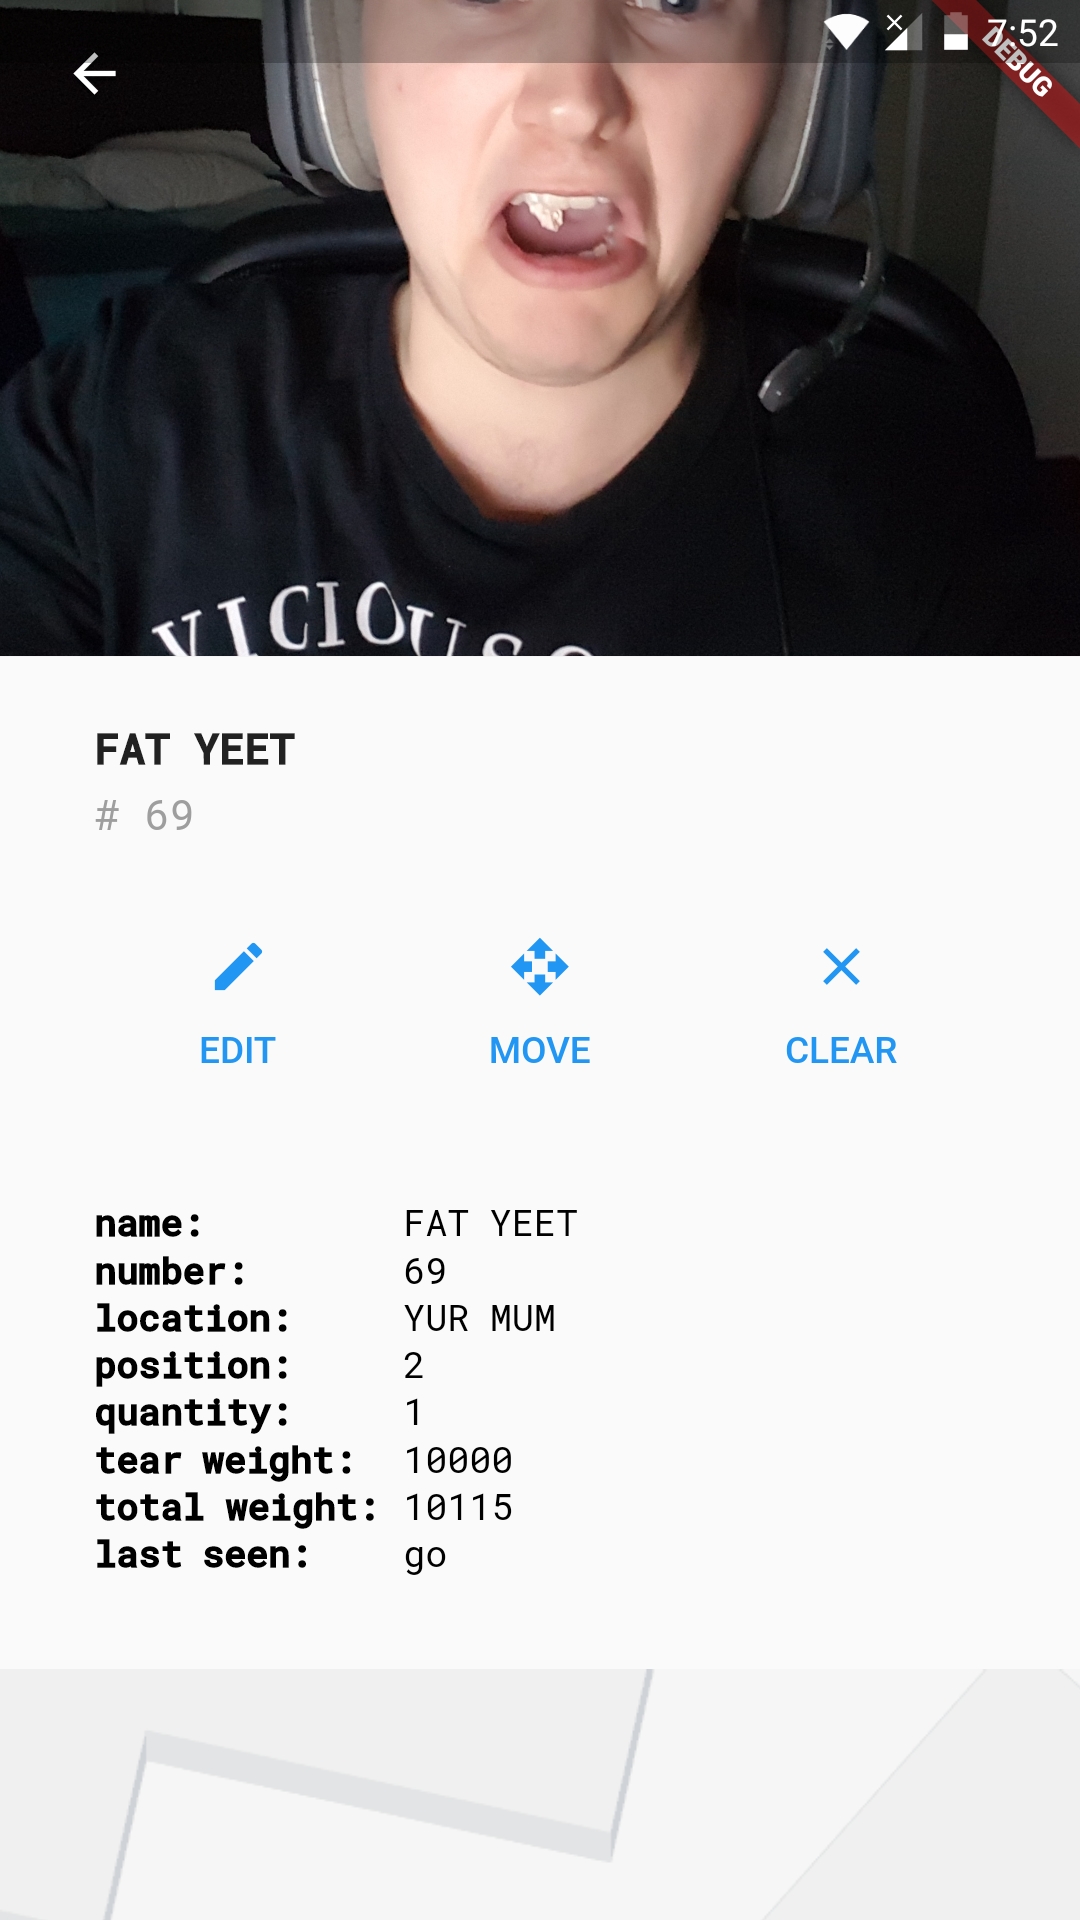 7:52
DEBUG
VICIOUS
FAT YEET
# 69
EDIT MOVE CLEAR
name: FAT YEET
number: 69
location: YUR MUM
position: 2
quantity: 1
tear weight: 10000
total weight: 10115
last seen: go